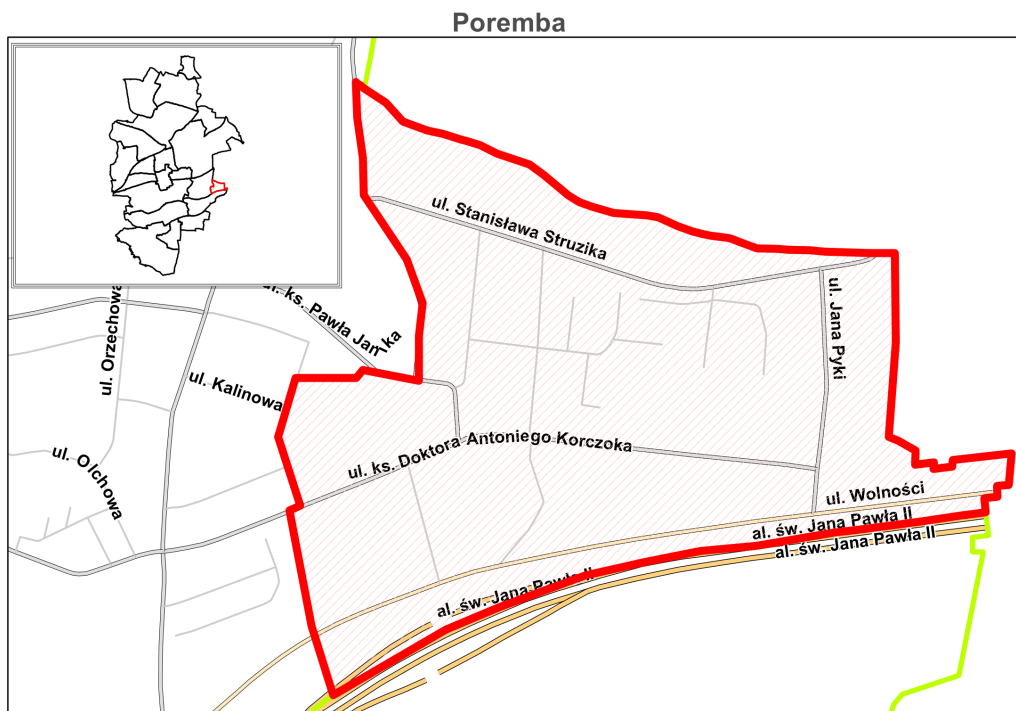 Poremba
ul. Stanisława Struzika
ul. Orzechowa
ul. ks. Pawła Jan
ka
ul. Jana Pyki
ul. Kalinowa
ul. Olchowa
ul. ks. Doktora Antoniego Korczoka
ul. Wolności
al. św. Jana Pawła II
al. św. Jana Pawła II
al. św. Jana Pawła II